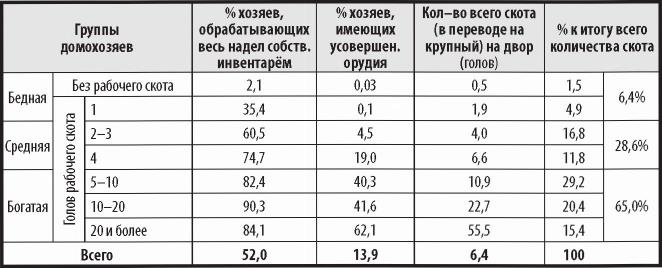 Группы домохозяев | % хозяев, обрабатывающих весь надел собств. инвентарём | % хозяев, имеющих усовершен. орудия | Кол–во всего скота (в переводе на крупный) на двор (голов) | % к итогу всего количества скота
Бедная | Без рабочего скота | 2,1 | 0,03 | 0,5 | 1,5 | 6,4%
Голов рабочего скота | 1 | 35,4 | 0,1 | 1,9 | 4,9
Средняя | 2–3 | 60,5 | 4,5 | 4,0 | 16,8 | 28,6%
4 | 74,7 | 19,0 | 6,6 | 11,8
Богатая | 5–10 | 82,4 | 40,3 | 10,9 | 29,2 | 65,0%
10–20 | 90,3 | 41,6 | 22,7 | 20,4
20 и более | 84,1 | 62,1 | 55,5 | 15,4
Всего | 52,0 | 13,9 | 6,4 | 100